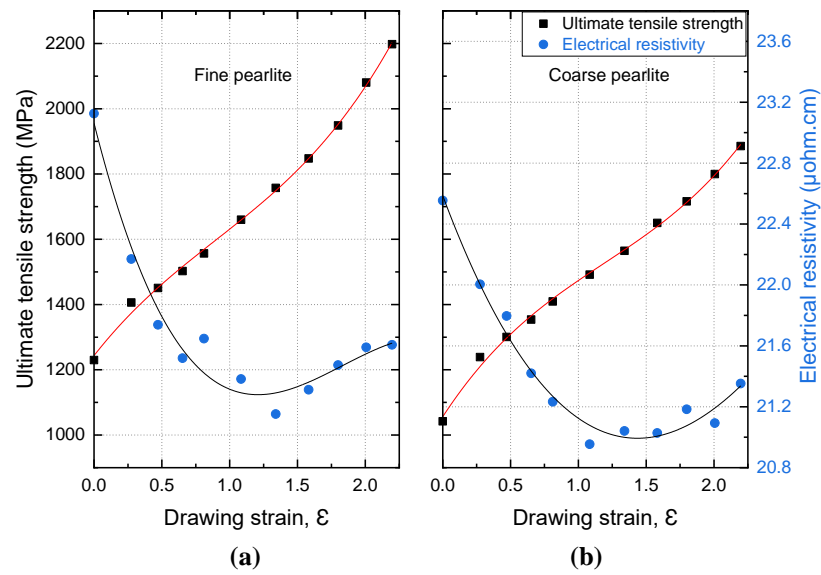 Ultimate tensile strength
Electrical resistivity
Fine pearlite
Coarse pearlite
Ultimate tensile strength (MPa)
2200
2000
1800
1600
1400
1200
1000
0.0 0.5 1.0 1.5 2.0
Drawing strain, Ɛ
(a)
0.0 0.5 1.0 1.5 2.0
Drawing strain, Ɛ
(b)
23.6
23.2
22.8
22.4
22.0
21.6
21.2
20.8
Electrical resistivity (µohm.cm)